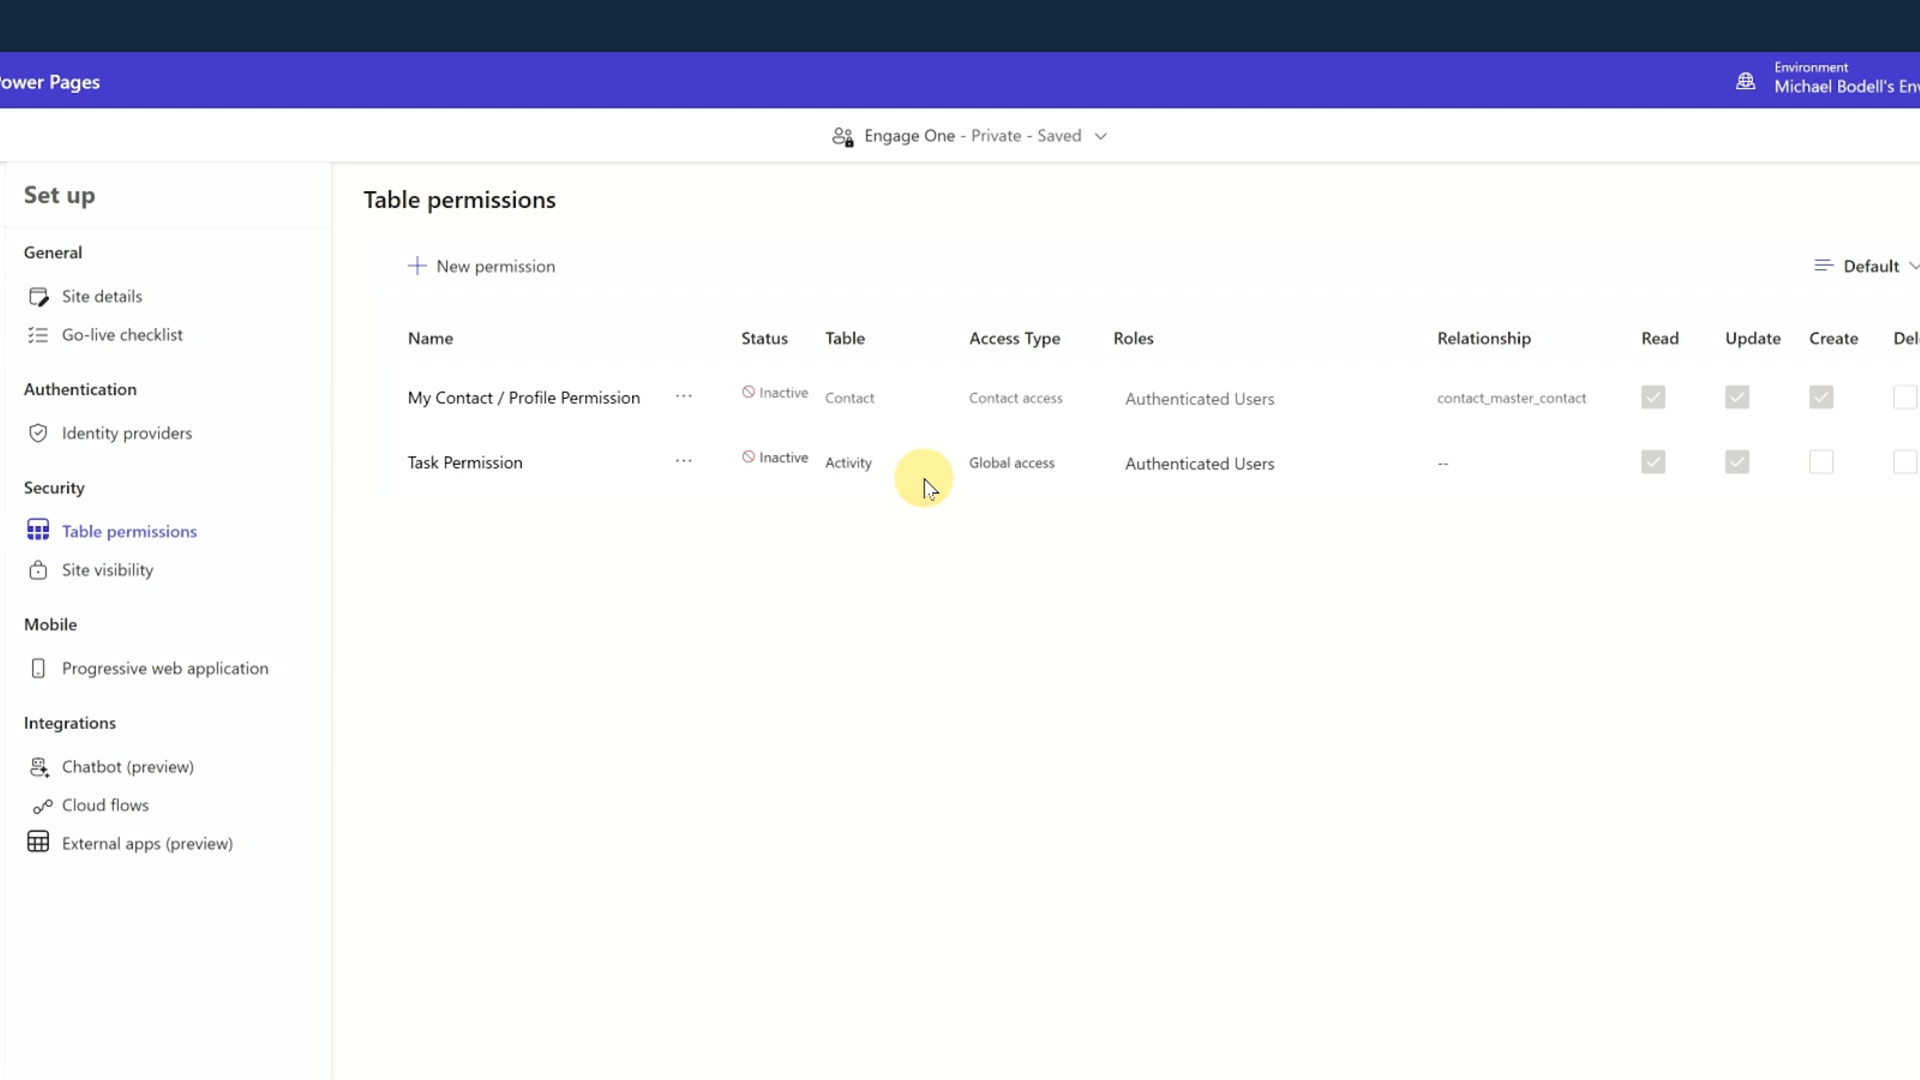 Power Pages
Environment
Michael Bodell's
Engage One - Private - Saved
Set up
General
Site details
Go-live checklist
Authentication
Identity providers
Security
Table permissions
Site visibility
Mobile
Progressive web application
Integrations
Chatbot (preview)
Cloud flows
External apps (preview)
Table permissions
New permission
Default
Name Status Table Access Type Roles Relationship Read Update Create
My Contact / Profile Permission ... Inactive Contact Contact access Authenticated Users contact_master_contact
Task Permission ... Inactive Activity Global access Authenticated Users --